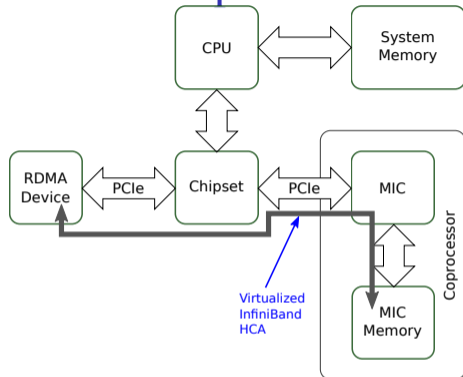 CPU
System
Memory
RDMA
Device
PCIe
Chipset
PCIe
MIC
Coprocessor
Virtualized
InfiniBand
HCA
MIC
Memory